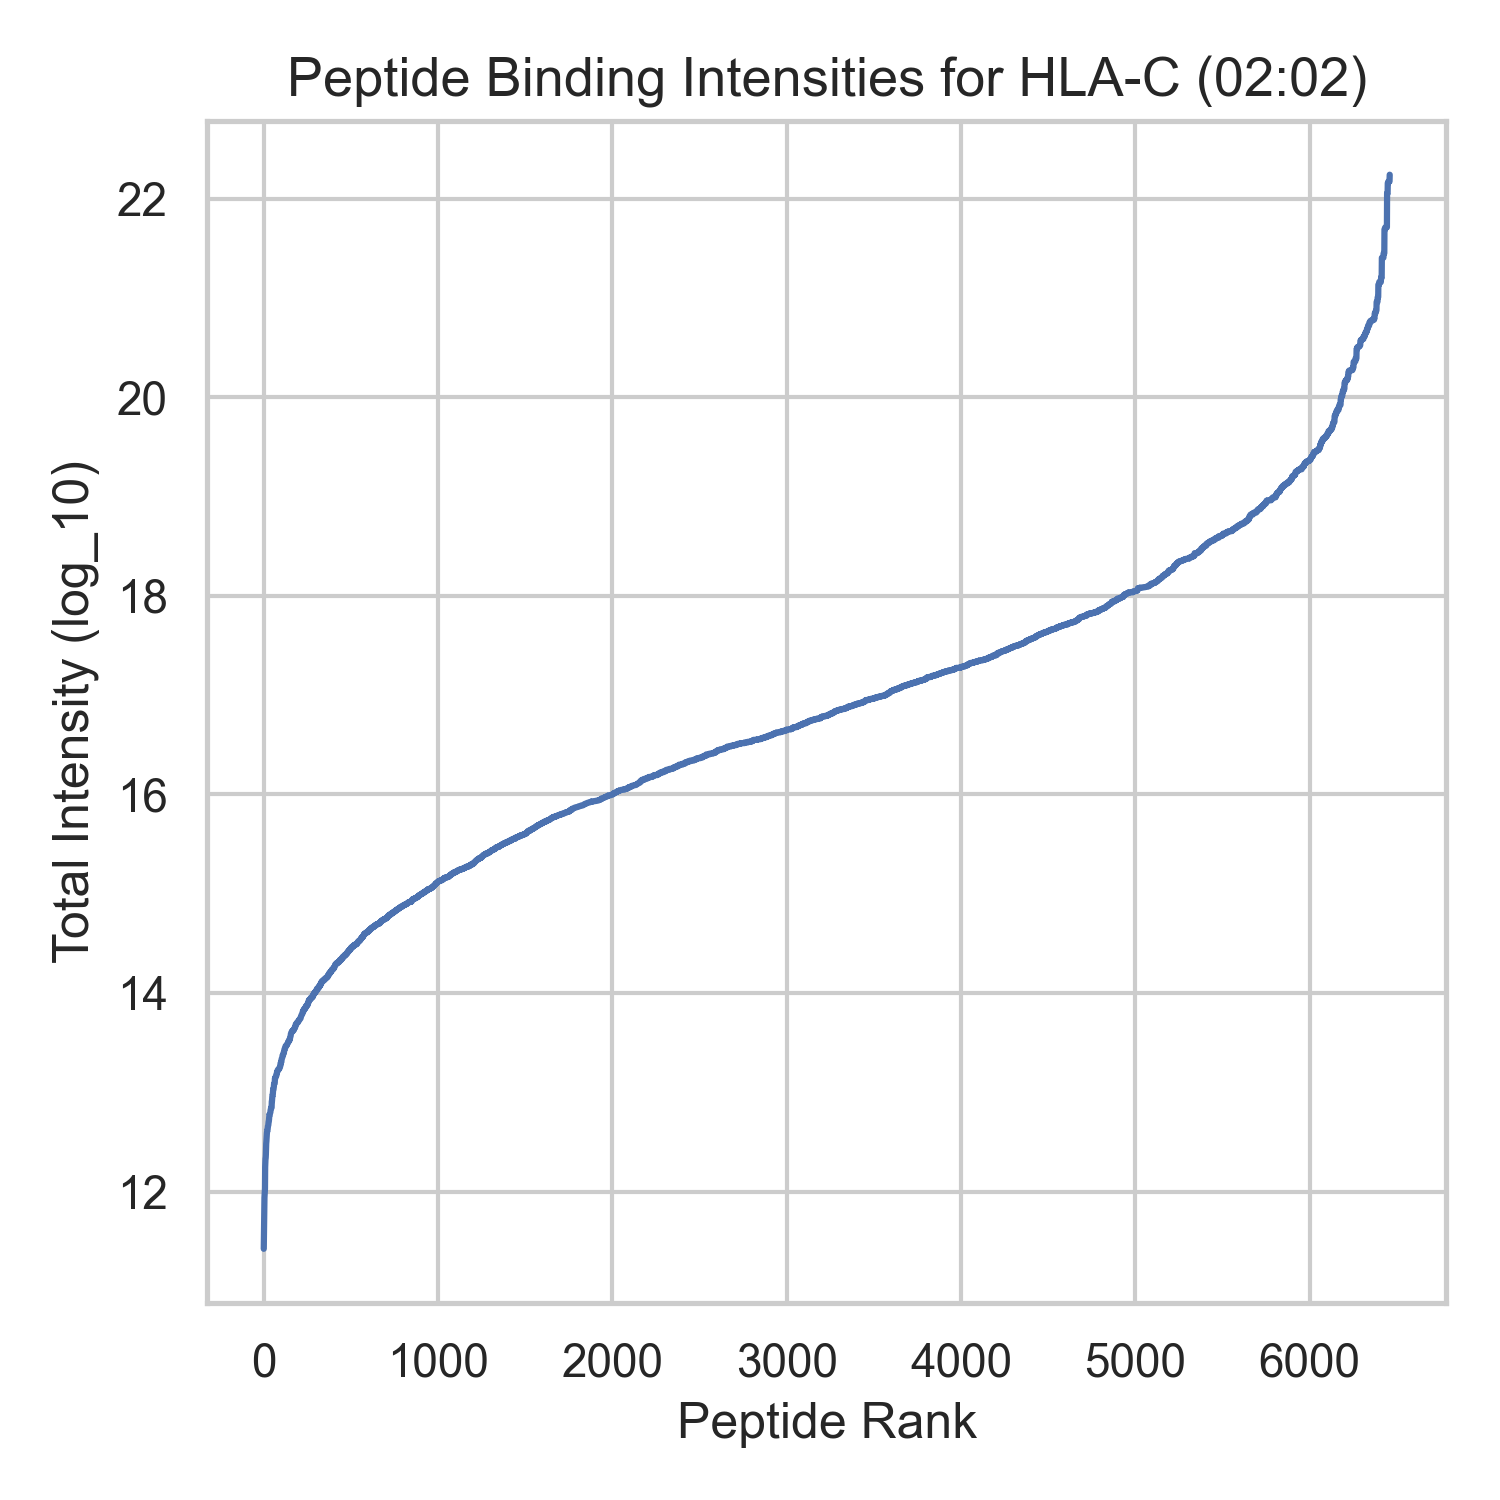 Peptide Binding Intensities for HLA-C (02:02)
22
20
18
16
14
12
Total Intensity (log_10)
0 1000 2000 3000 4000 5000 6000
Peptide Rank